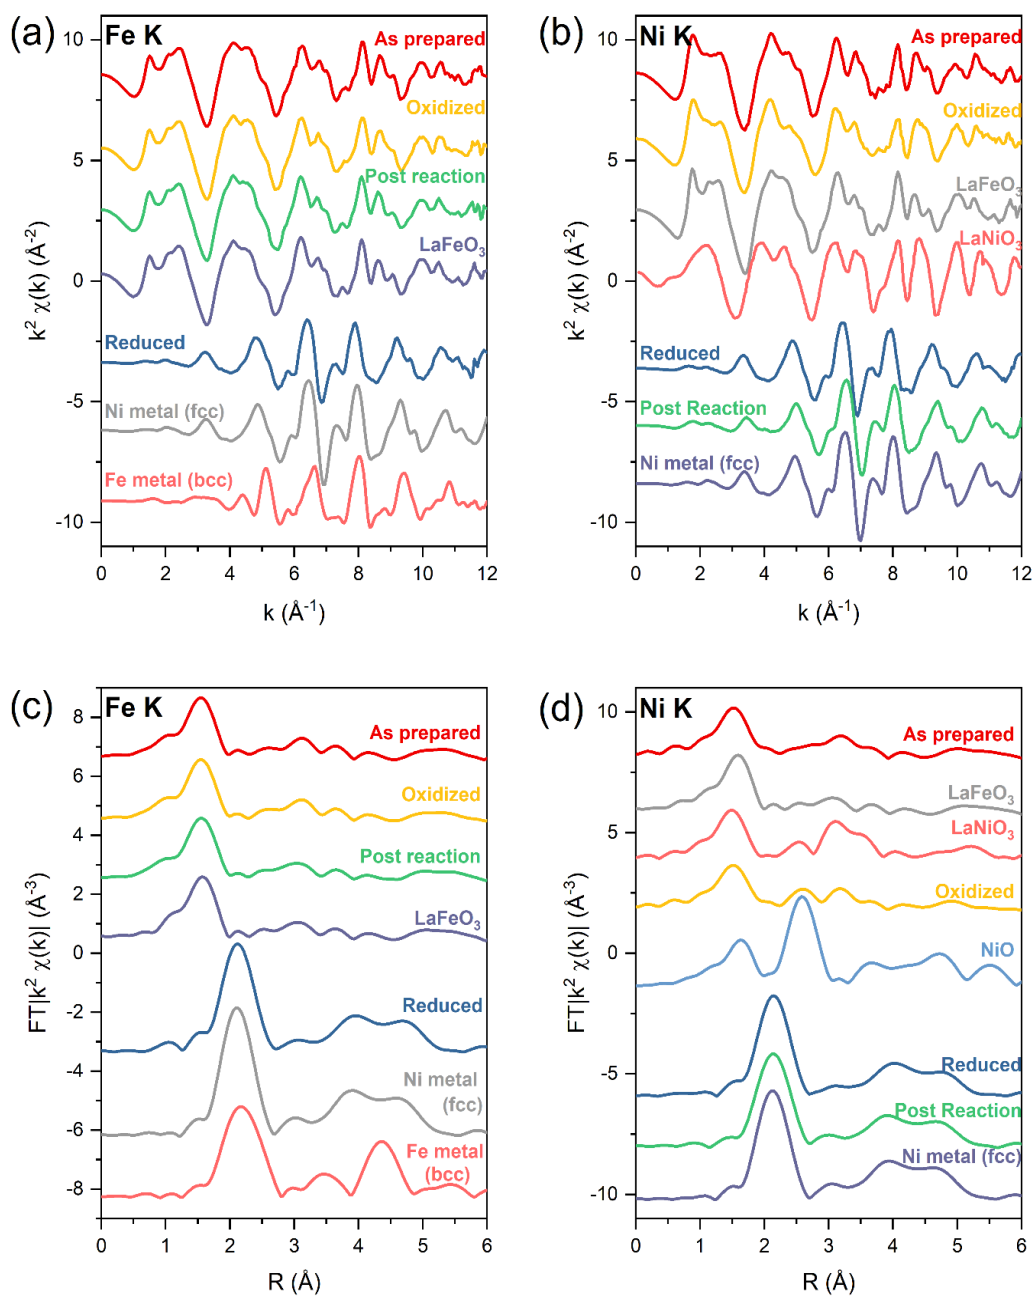 (a)
Fe K
As prepared
Oxidized
Post reaction
LaFeO₃
Reduced
Ni metal (fcc)
Fe metal (bcc)
10
5
0
-5
-10
k² χ(k) (Å⁻²)
0 2 4 6 8 10 12
k (Å⁻¹)
(b)
Ni K
As prepared
Oxidized
LaFeO₃
LaNiO₃
Reduced
Post Reaction
Ni metal (fcc)
10
5
0
-5
-10
k² χ(k) (Å⁻²)
0 2 4 6 8 10 12
k (Å⁻¹)
(c)
Fe K
As prepared
Oxidized
Post reaction
LaFeO₃
Reduced
Ni metal
(fcc)
Fe metal
(bcc)
8
6
4
2
0
-2
-4
-6
-8
FT|k² χ(k)| (Å⁻³)
0 1 2 3 4 5 6
R (Å)
(d)
Ni K
As prepared
LaFeO₃
LaNiO₃
Oxidized
NiO
Reduced
Post Reaction
Ni metal (fcc)
10
5
0
-5
-10
FT|k² χ(k)| (Å⁻³)
0 1 2 3 4 5 6
R (Å)